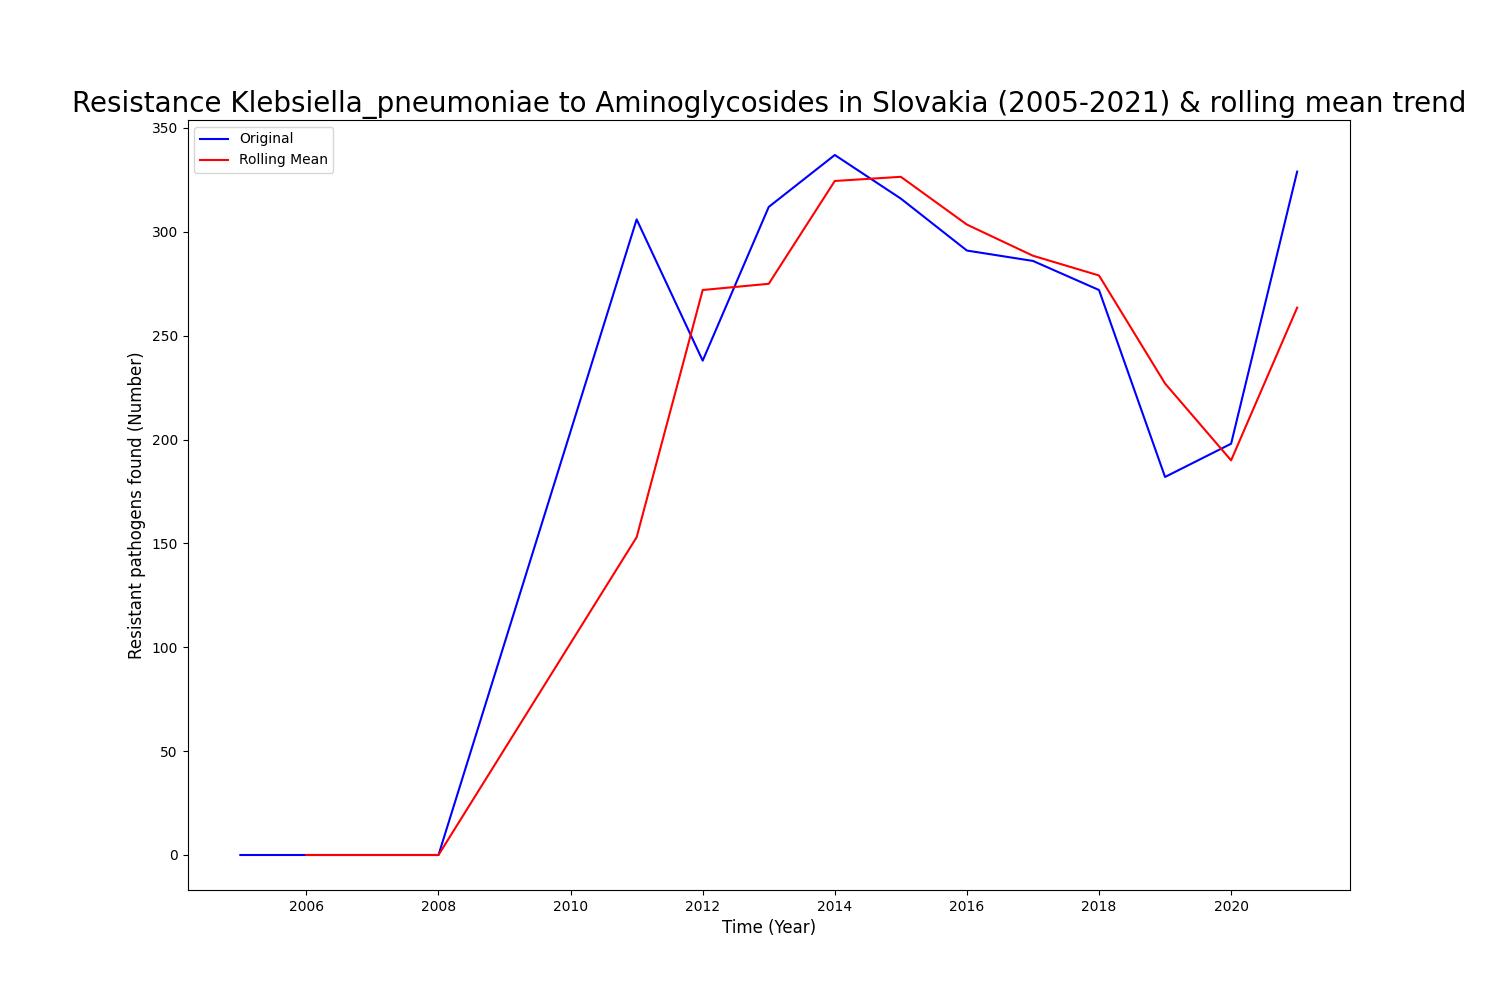 Resistance Klebsiella_pneumoniae to Aminoglycosides in Slovakia (2005-2021) & rolling mean trend
Original
Rolling Mean
Resistant pathogens found (Number)
350
300
250
200
150
100
50
0
2006 2008 2010 2012 2014 2016 2018 2020
Time (Year)